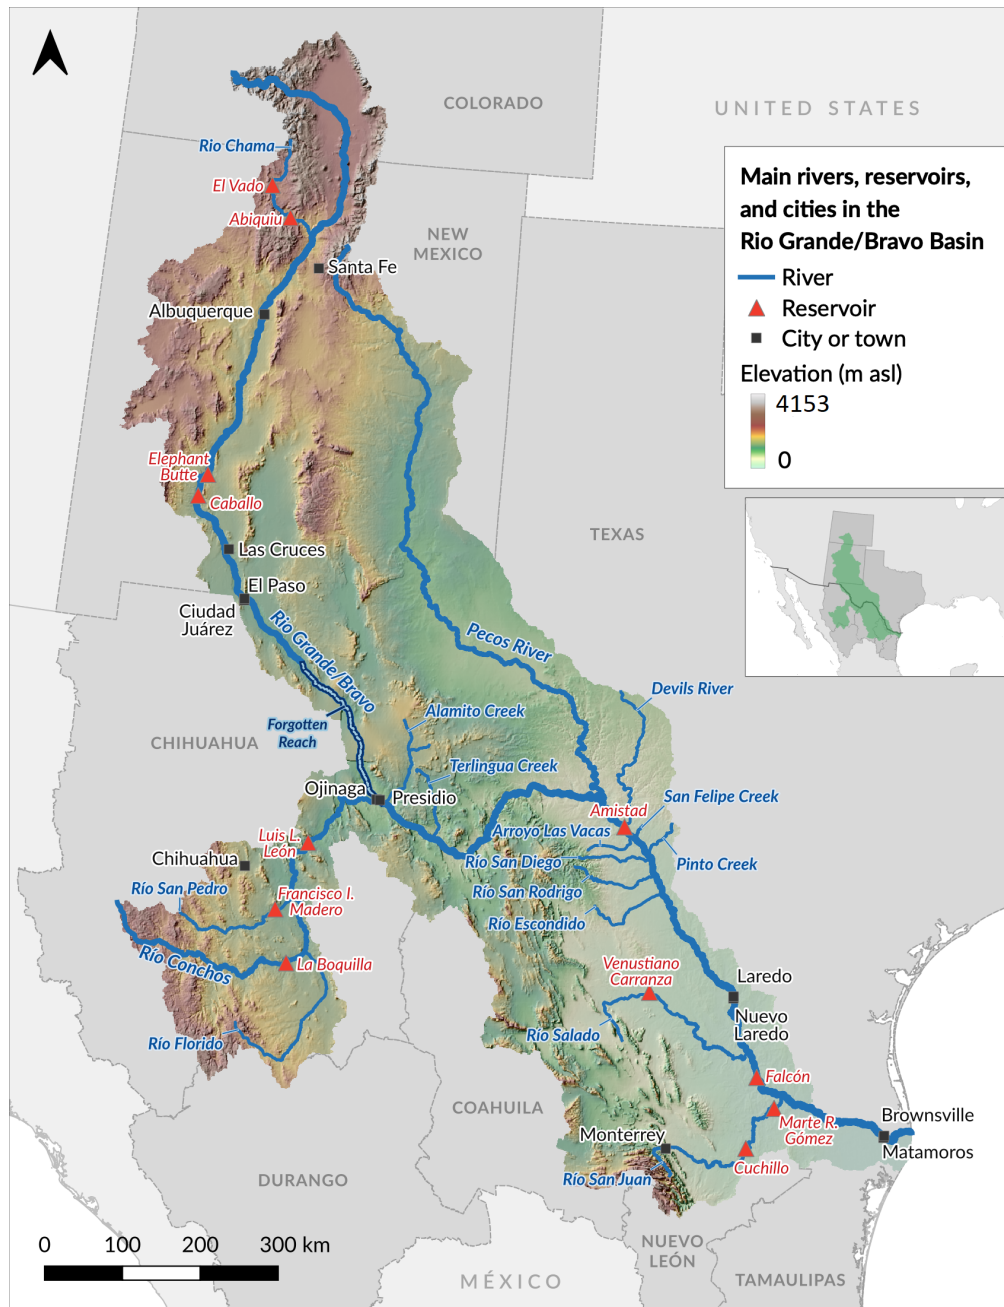 COLORADO
UNITED STATES
Rio Chama
El Vado
Abiquiu
NEW
MEXICO
Santa Fe
Albuquerque
Main rivers, reservoirs,
and cities in the
Rio Grande/Bravo Basin
River
Reservoir
City or town
Elevation (m asl)
4153
0
Elephant
Butte
Caballo
Las Cruces
El Paso
Ciudad
Juárez
TEXAS
Rio Grande/Bravo
Pecos River
Devils River
Forgotten
Reach
Alamito Creek
CHIHUAHUA
Terlingua Creek
Ojinaga
Presidio
San Felipe Creek
Amistad
Arroyo Las Vacas
Luis L.
León
Chihuahua
Río San Diego
Pinto Creek
Río San Pedro
Francisco I.
Madero
Río San Rodrigo
Río Escondido
Río Conchos
La Boquilla
Venustiano
Carranza
Laredo
Nuevo
Laredo
Río Salado
Río Florido
Falcón
COAHUILA
Marte R.
Gómez
Brownsville
Matamoros
Monterrey
Cuchillo
Río San Juan
DURANGO
NUEVO
LEÓN
TAMAULIPAS
MÉXICO
0 100 200 300 km